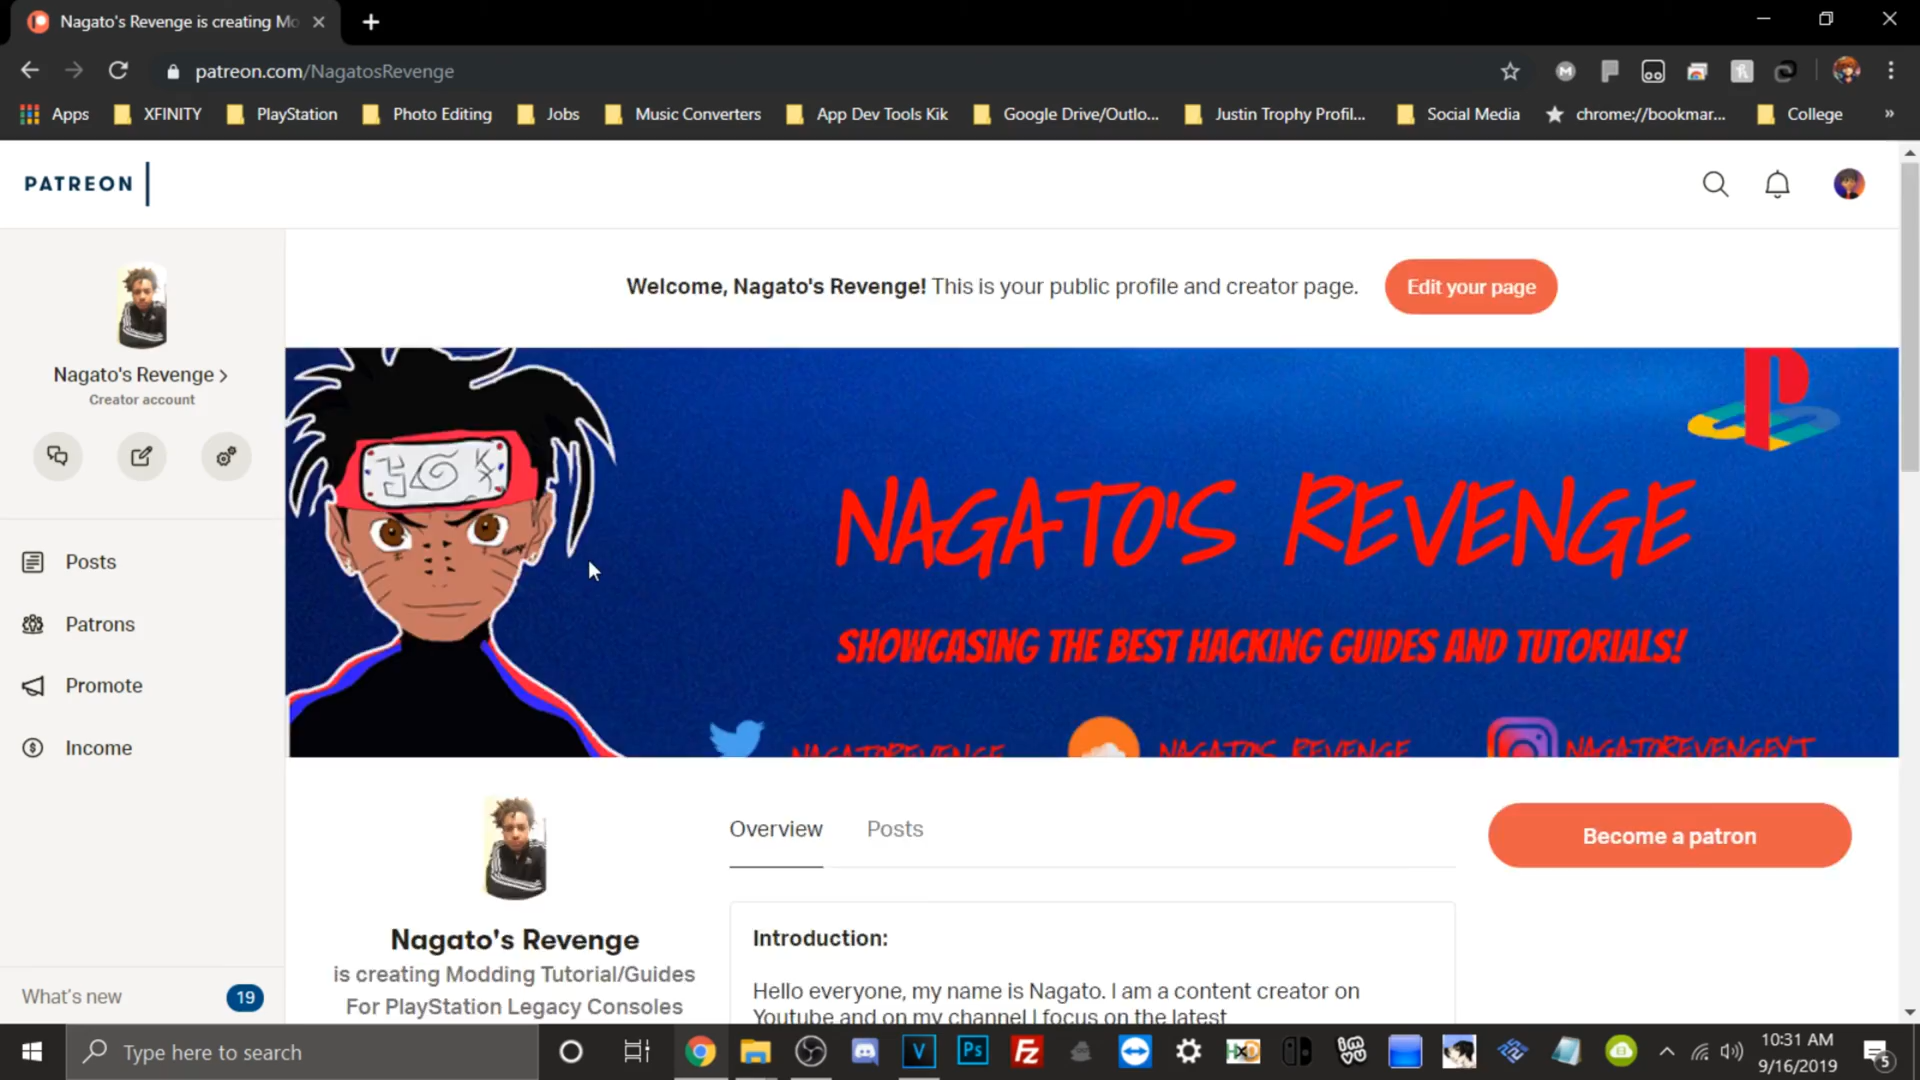 Nagato's Revenge is creating Mo
patreon.com/NagatosRevenge
Apps XFINITY PlayStation Photo Editing Jobs Music Converters App Dev Tools Kik Google Drive/Outlo... Justin Trophy Profil... Social Media chrome://bookmar... College »
PATREON
Welcome, Nagato's Revenge! This is your public profile and creator page. Edit your page
Nagato's Revenge >
Creator account
Posts
Patrons
Promote
Income
What's new 19
NAGATO'S REVENGE
SHOWCASING THE BEST HACKING GUIDES AND TUTORIALS!
NAGATOREVENGE NAGATO'S REVENGE NAGATOREVENGEYT
Nagato's Revenge
is creating Modding Tutorial/Guides
For PlayStation Legacy Consoles
Overview Posts
Become a patron
Introduction:
Hello everyone, my name is Nagato. I am a content creator on
Youtube and on my channel I focus on the latest
Type here to search
10:31 AM
9/16/2019
5